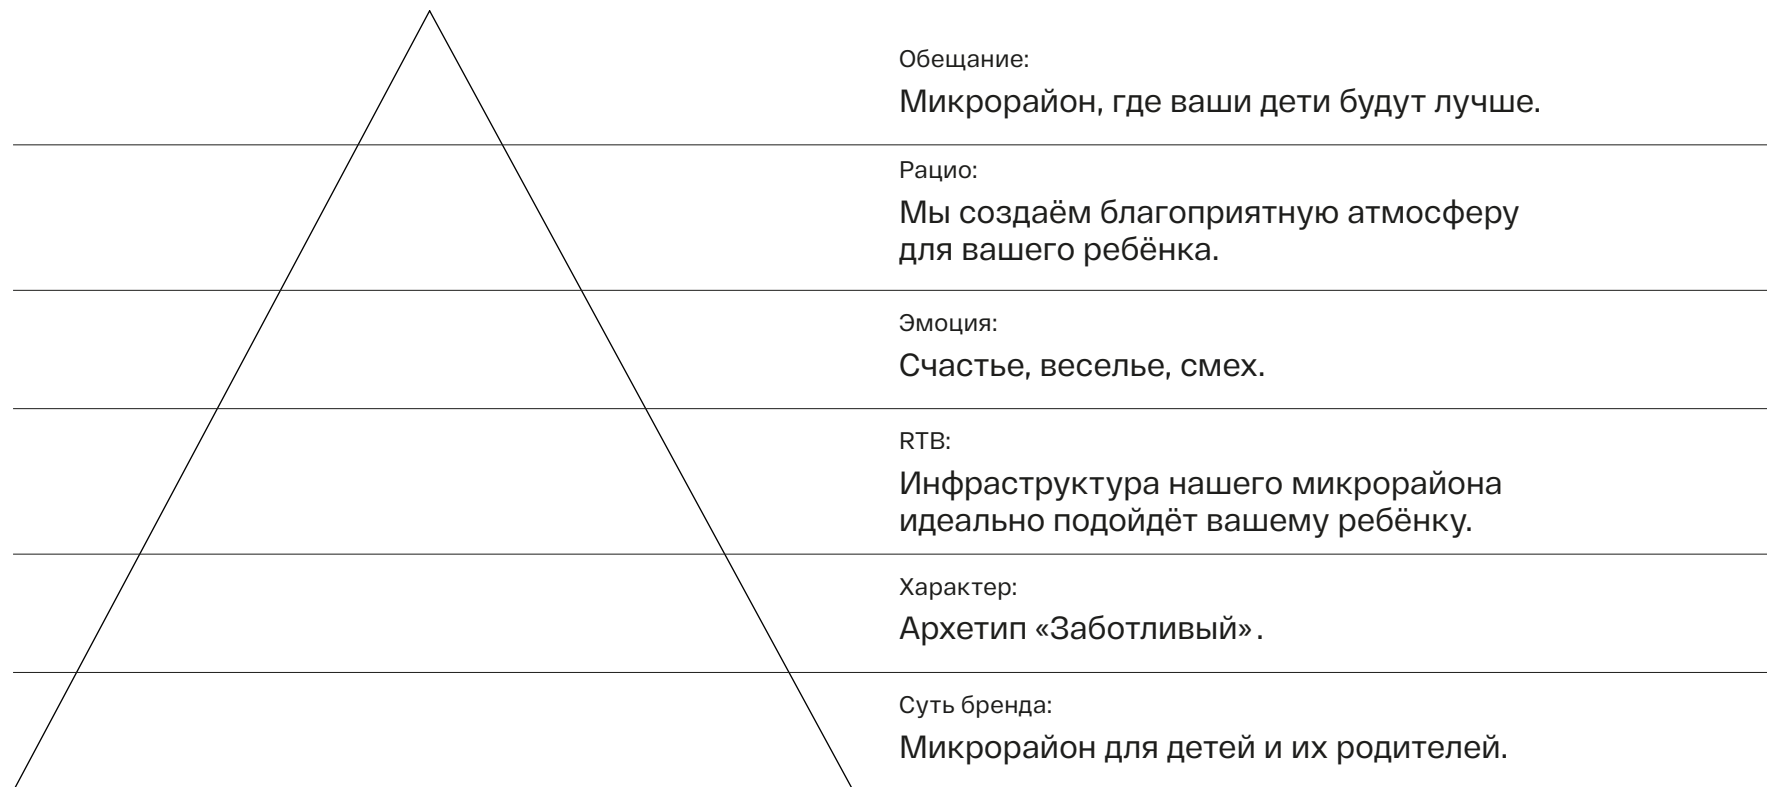 Обещание:
Микрорайон, где ваши дети будут лучше.
Рацио:
Мы создаём благоприятную атмосферу
для вашего ребёнка.
Эмоция:
Счастье, веселье, смех.
RTB:
Инфраструктура нашего микрорайона
идеально подойдёт вашему ребёнку.
Характер:
Архетип «Заботливый».
Суть бренда:
Микрорайон для детей и их родителей.